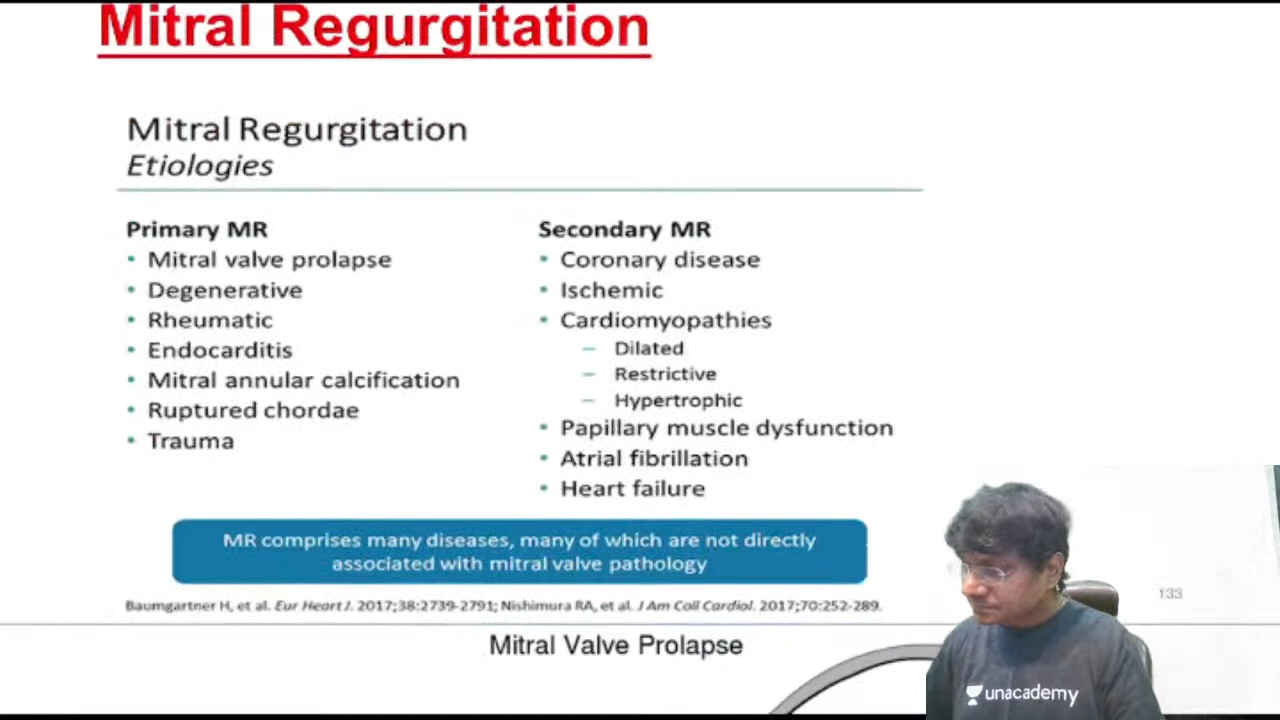 Mitral Regurgitation
Mitral Regurgitation
Etiologies
Primary MR
• Mitral valve prolapse
• Degenerative
• Rheumatic
• Endocarditis
• Mitral annular calcification
• Ruptured chordae
• Trauma
Secondary MR
• Coronary disease
• Ischemic
• Cardiomyopathies
– Dilated
– Restrictive
– Hypertrophic
• Papillary muscle dysfunction
• Atrial fibrillation
• Heart failure
MR comprises many diseases, many of which are not directly
associated with mitral valve pathology
Baumgartner H, et al. Eur Heart J. 2017;38:2739-2791; Nishimura RA, et al. J Am Coll Cardiol. 2017;70:252-289.
133
Mitral Valve Prolapse
unacademy